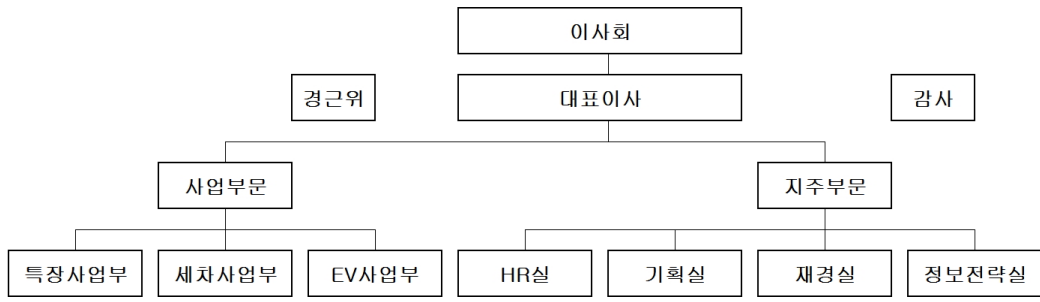 이사회
경근위
대표이사
감사
사업부문
지주부문
특장사업부
세차사업부
EV사업부
HR실
기획실
재경실
정보전략실